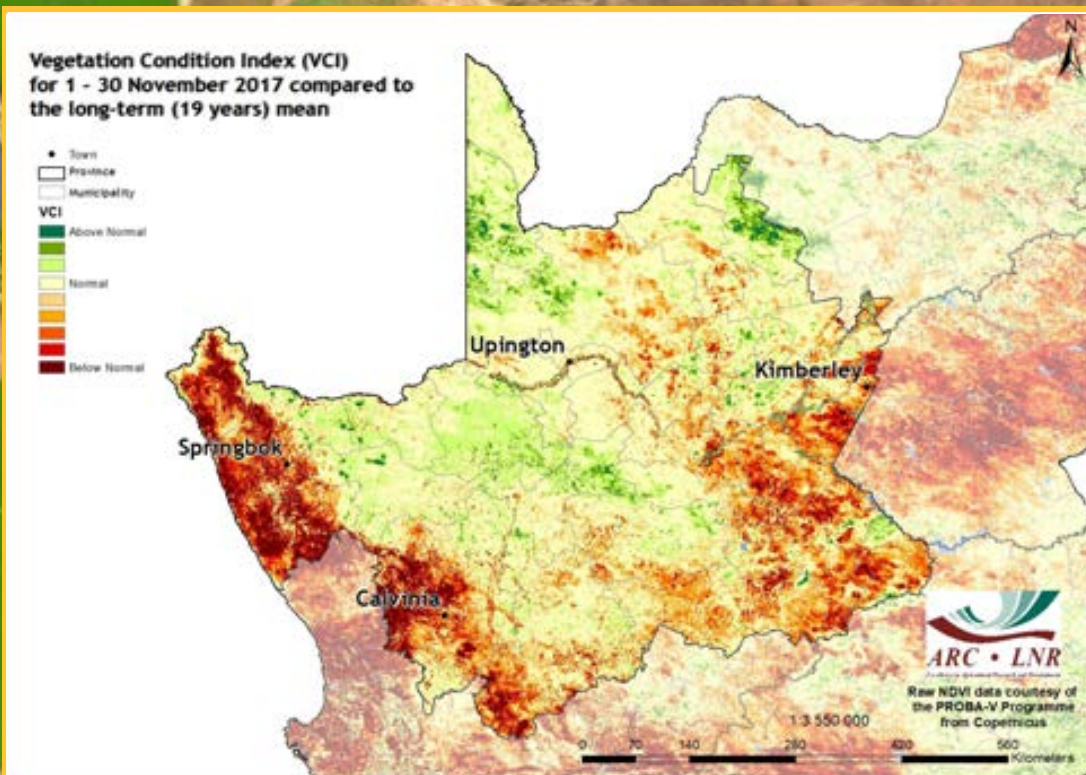 Vegetation Condition Index (VCI)
for 1 - 30 November 2017 compared to
the long-term (19 years) mean
N
Town
Province
Municipality
VCI
Above Normal
Normal
Below Normal
Upington
Kimberley
Springbok
Calvinia
ARC • LNR
Raw NDVI data courtesy of
the PROBA-V Programme
from Copernicus
1:3 550 000
0 70 140 280 420 560
Kilometers